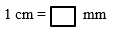 1 cm = □ mm